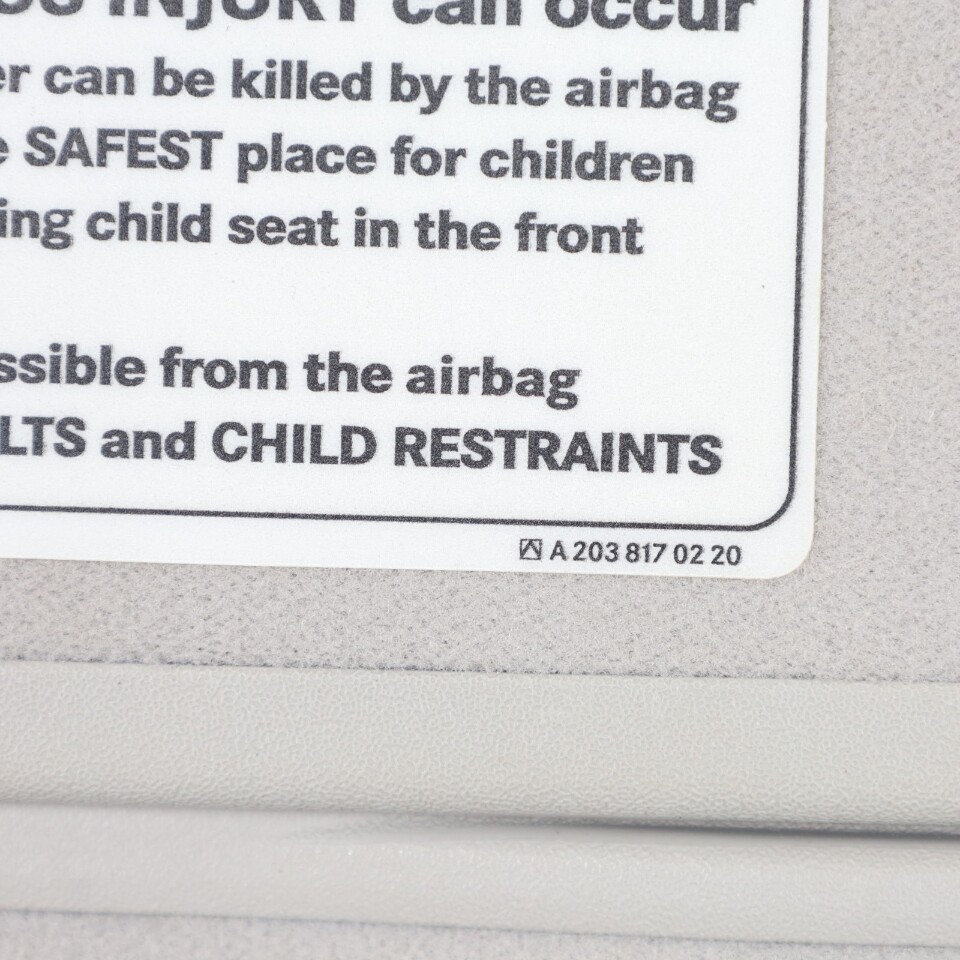 INJURY can occur
er can be killed by the airbag
e SAFEST place for children
ing child seat in the front
ssible from the airbag
LTS and CHILD RESTRAINTS
A 203 817 02 20